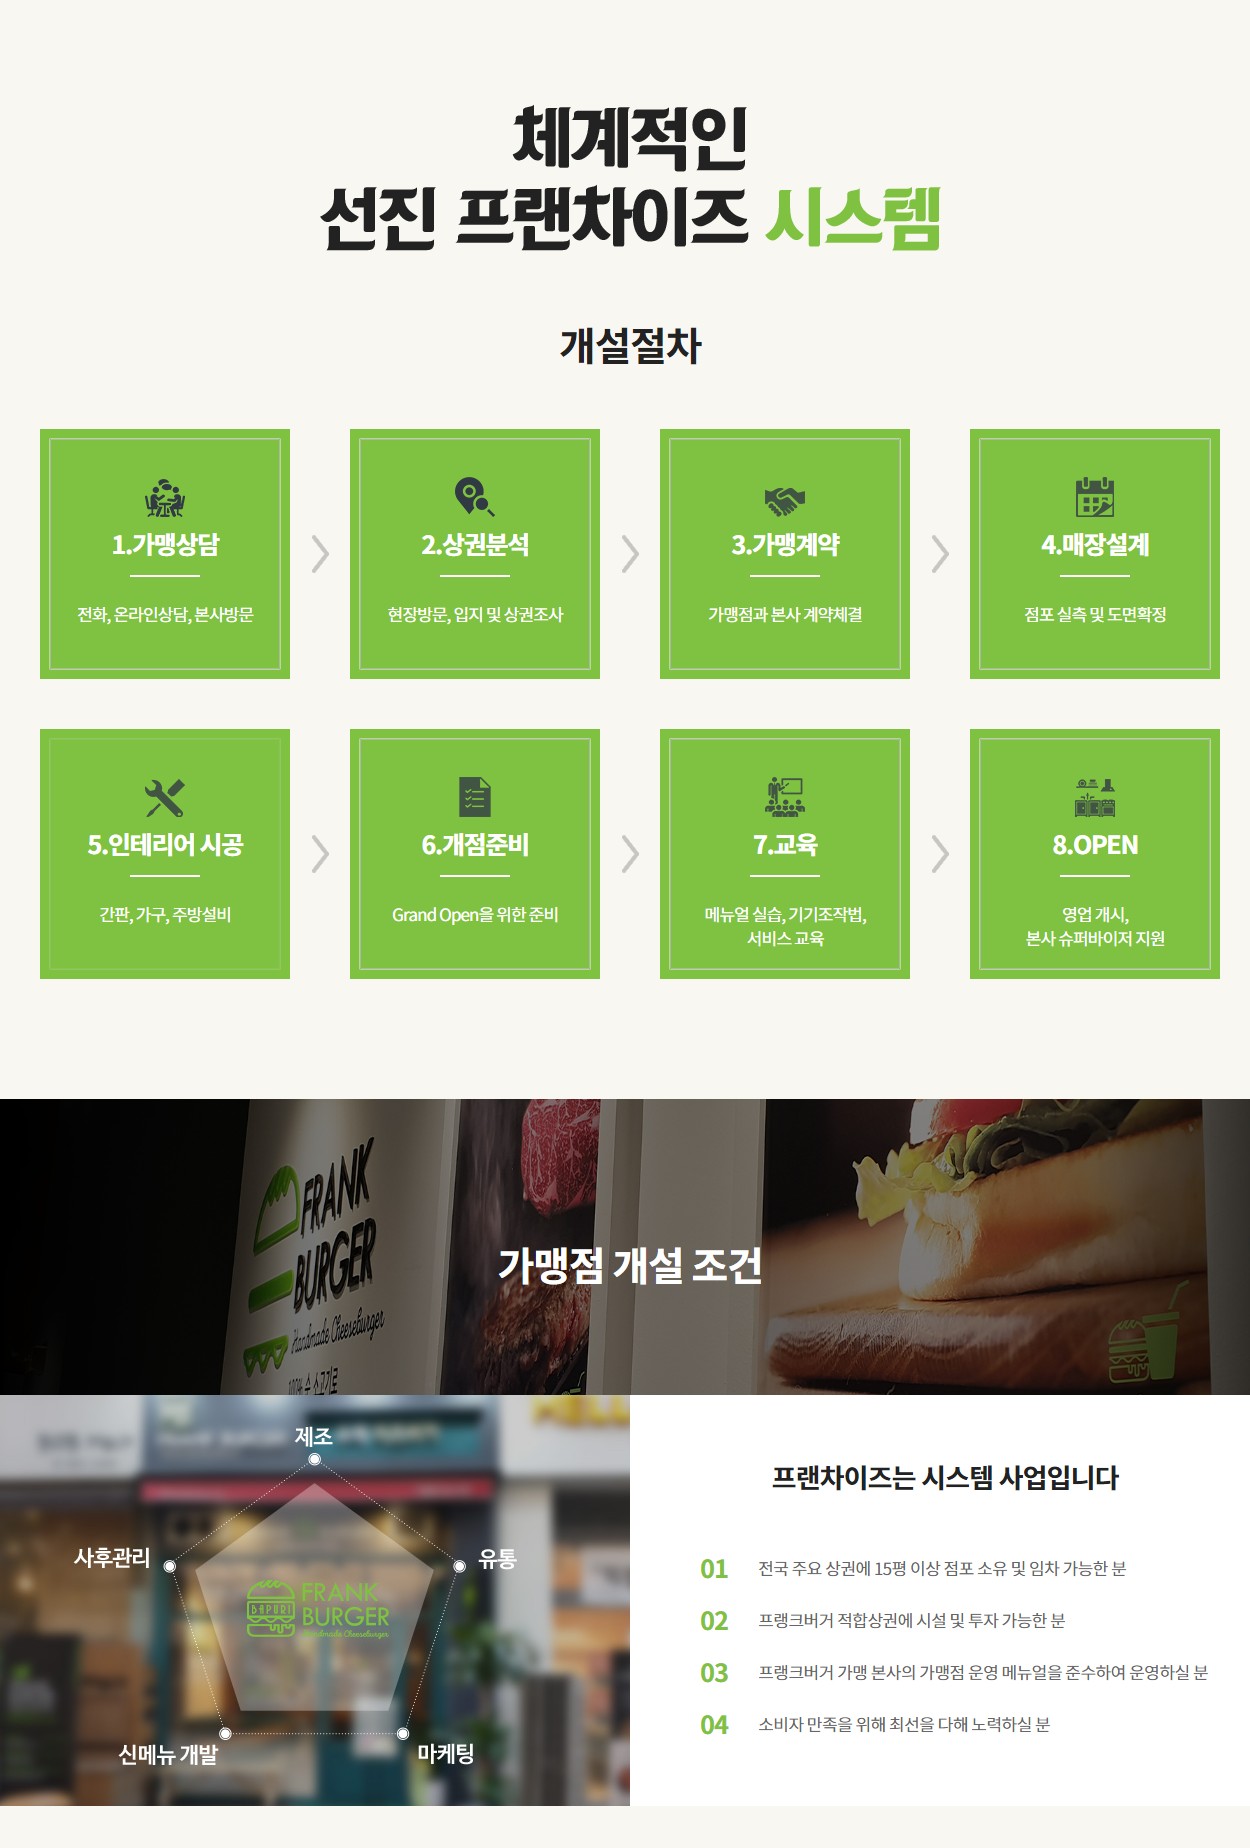 체계적인
선진 프랜차이즈 시스템
개설절차
1.가맹상담
전화, 온라인상담, 본사방문
2.상권분석
현장방문, 입지 및 상권조사
3.가맹계약
가맹점과 본사 계약체결
4.매장설계
점포 실측 및 도면확정
5.인테리어 시공
간판, 가구, 주방설비
6.개점준비
Grand Open을 위한 준비
7.교육
메뉴얼 실습, 기기조작법,
서비스 교육
8.OPEN
영업 개시,
본사 슈퍼바이저 지원
FRANK
BURGER
Handmade Cheeseburger
100% 수 소고기로
가맹점 개설 조건
제조
사후관리
유통
BAPURI
FRANK
BURGER
Handmade Cheeseburger
신메뉴 개발
마케팅
프랜차이즈는 시스템 사업입니다
01 전국 주요 상권에 15평 이상 점포 소유 및 임차 가능한 분
02 프랭크버거 적합상권에 시설 및 투자 가능한 분
03 프랭크버거 가맹 본사의 가맹점 운영 메뉴얼을 준수하여 운영하실 분
04 소비자 만족을 위해 최선을 다해 노력하실 분